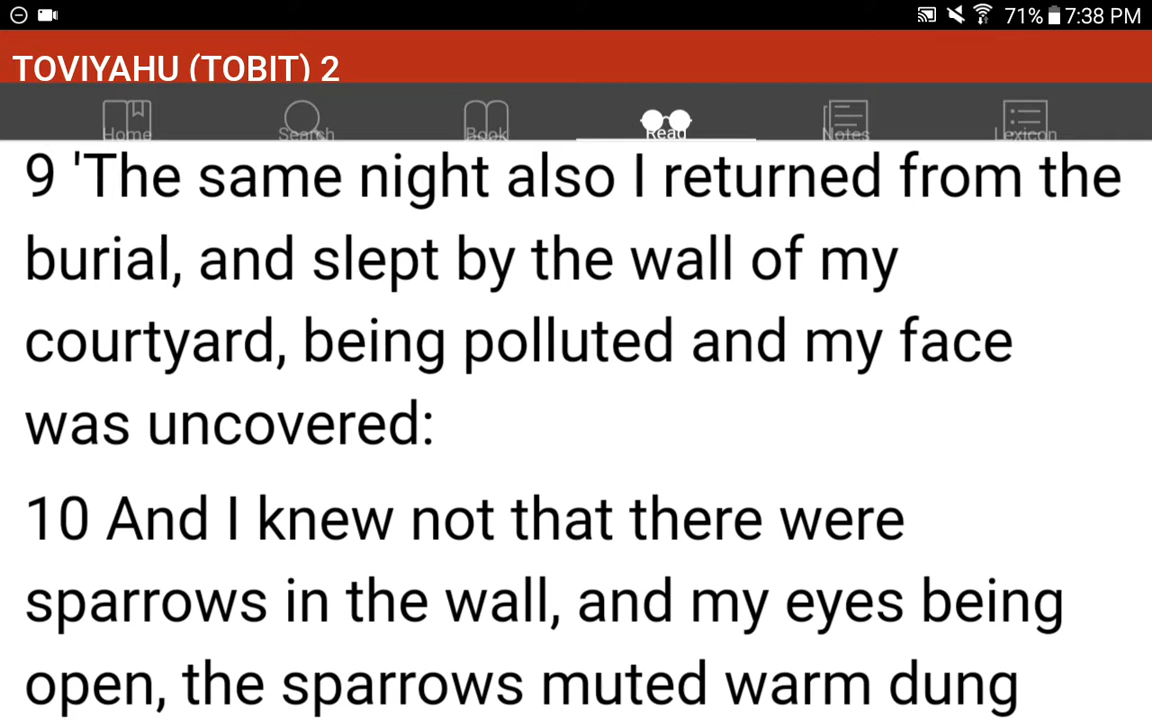 71% 7:38 PM
TOVIYAHU (TOBIT) 2
Home Search Book Read Notes Lexicon
9 'The same night also I returned from the
burial, and slept by the wall of my
courtyard, being polluted and my face
was uncovered:
10 And I knew not that there were
sparrows in the wall, and my eyes being
open, the sparrows muted warm dung